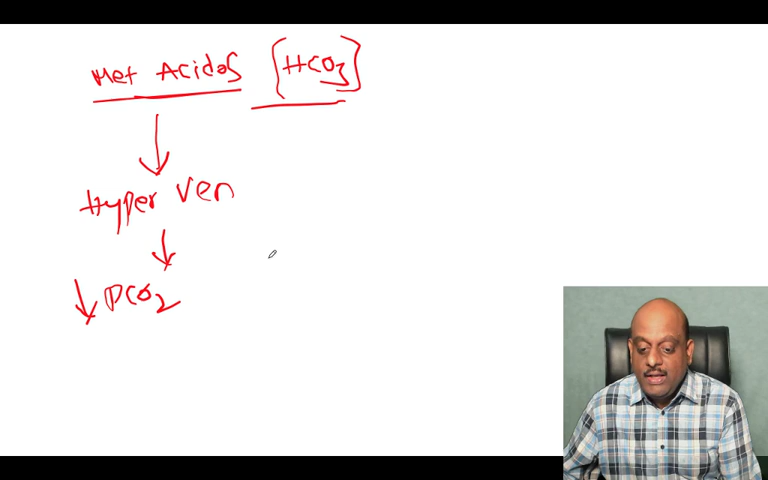 Met Acidos [HCO3]
↓
Hyper Ven
↓
↓ PCO2